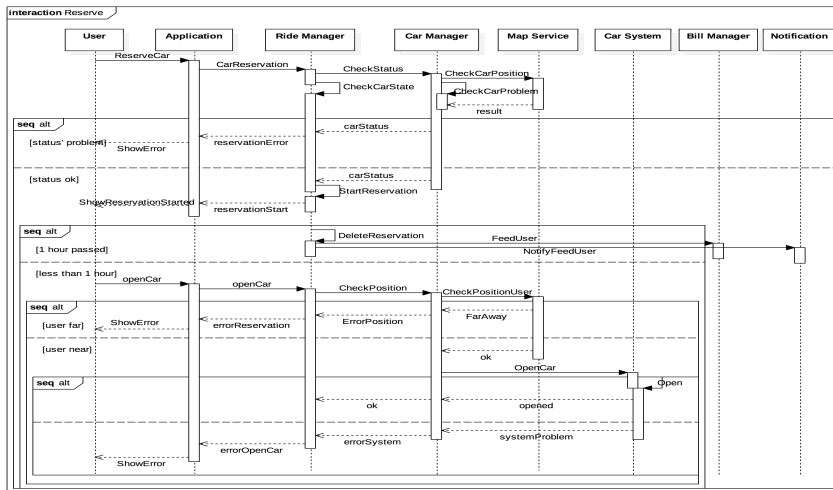 interaction Reserve
User Application Ride Manager Car Manager Map Service Car System Bill Manager Notification
ReserveCar
CarReservation
CheckStatus
CheckCarPosition
CheckCarState
CheckCarProblem
result
seq alt
carStatus
[status' problem]
reservationError
ShowError
[status ok]
carStatus
StartReservation
ShowReservationStarted
reservationStart
seq alt
DeleteReservation
FeedUser
[1 hour passed]
NotifyFeedUser
[less than 1 hour]
openCar
openCar
CheckPosition
CheckPositionUser
seq alt
FarAway
[user far]
ShowError
errorReservation
ErrorPosition
[user near]
ok
OpenCar
seq alt
Open
ok
opened
systemProblem
errorSystem
errorOpenCar
ShowError